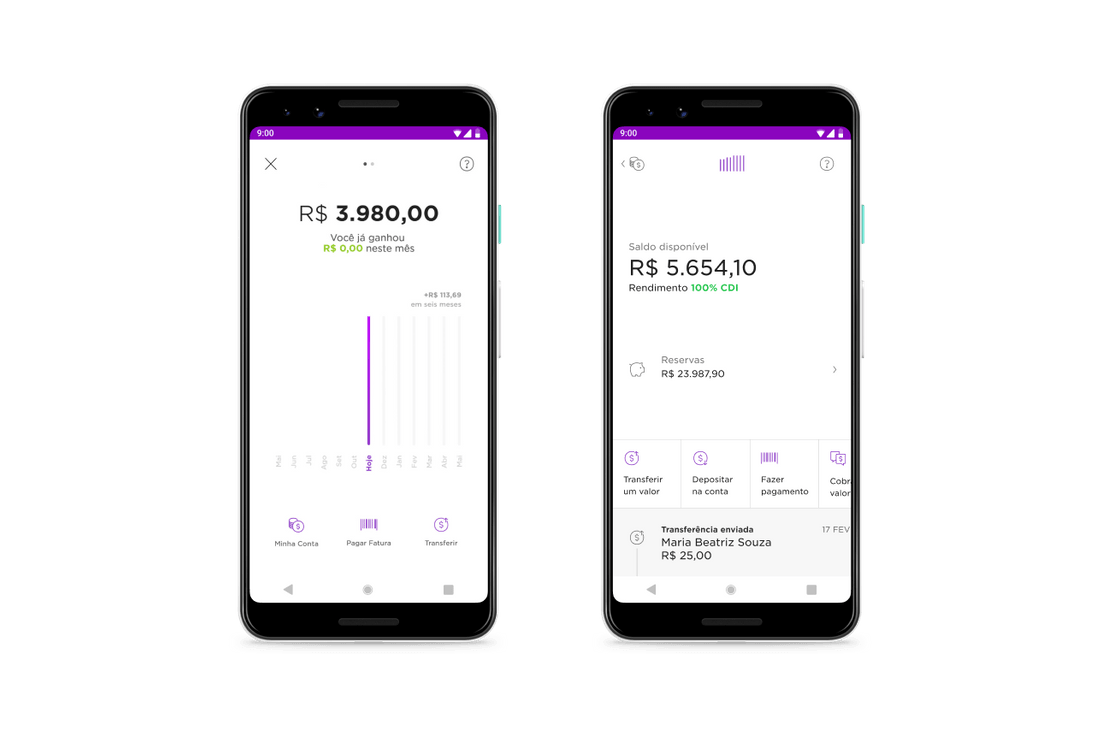 9:00
?
R$ 3.980,00
Você já ganhou
R$ 0,00 neste mês
+R$ 113,69
em seis meses
Mai Jun Jul Ago Set Out Hoje Dez Jan Fev Mar Abr Mai
Minha Conta
Pagar Fatura
Transferir
9:00
?
Saldo disponível
R$ 5.654,10
Rendimento 100% CDI
Reservas
R$ 23.987,90
Transferir
um valor
Depositar
na conta
Fazer
pagamento
Cobr
valor
Transferência enviada
17 FEV
Maria Beatriz Souza
R$ 25,00